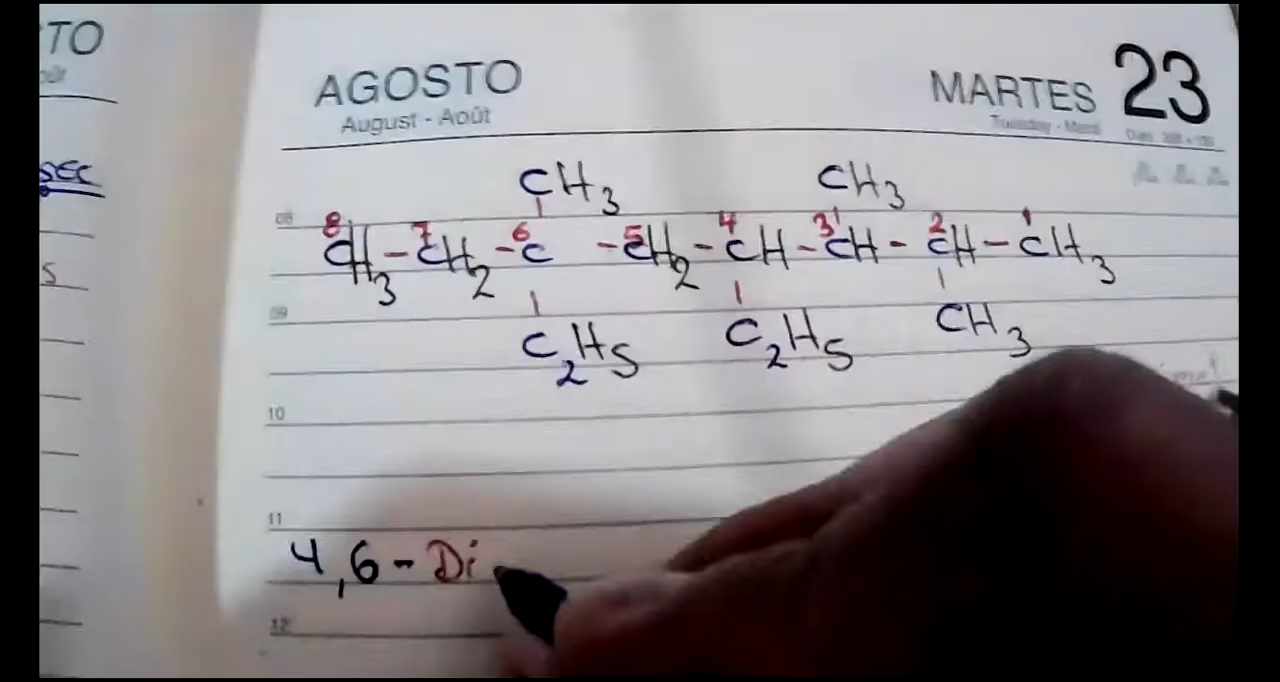 TO
AGOSTO
MARTES 23
August - Août
SEC
CH3 CH3
08
8 7 6 5 4 3 2 1
CH3 - CH2 - C - CH2 - CH - CH - CH - CH3
S
09
C2H5 C2H5 CH3
10
11
4,6 - Di
12